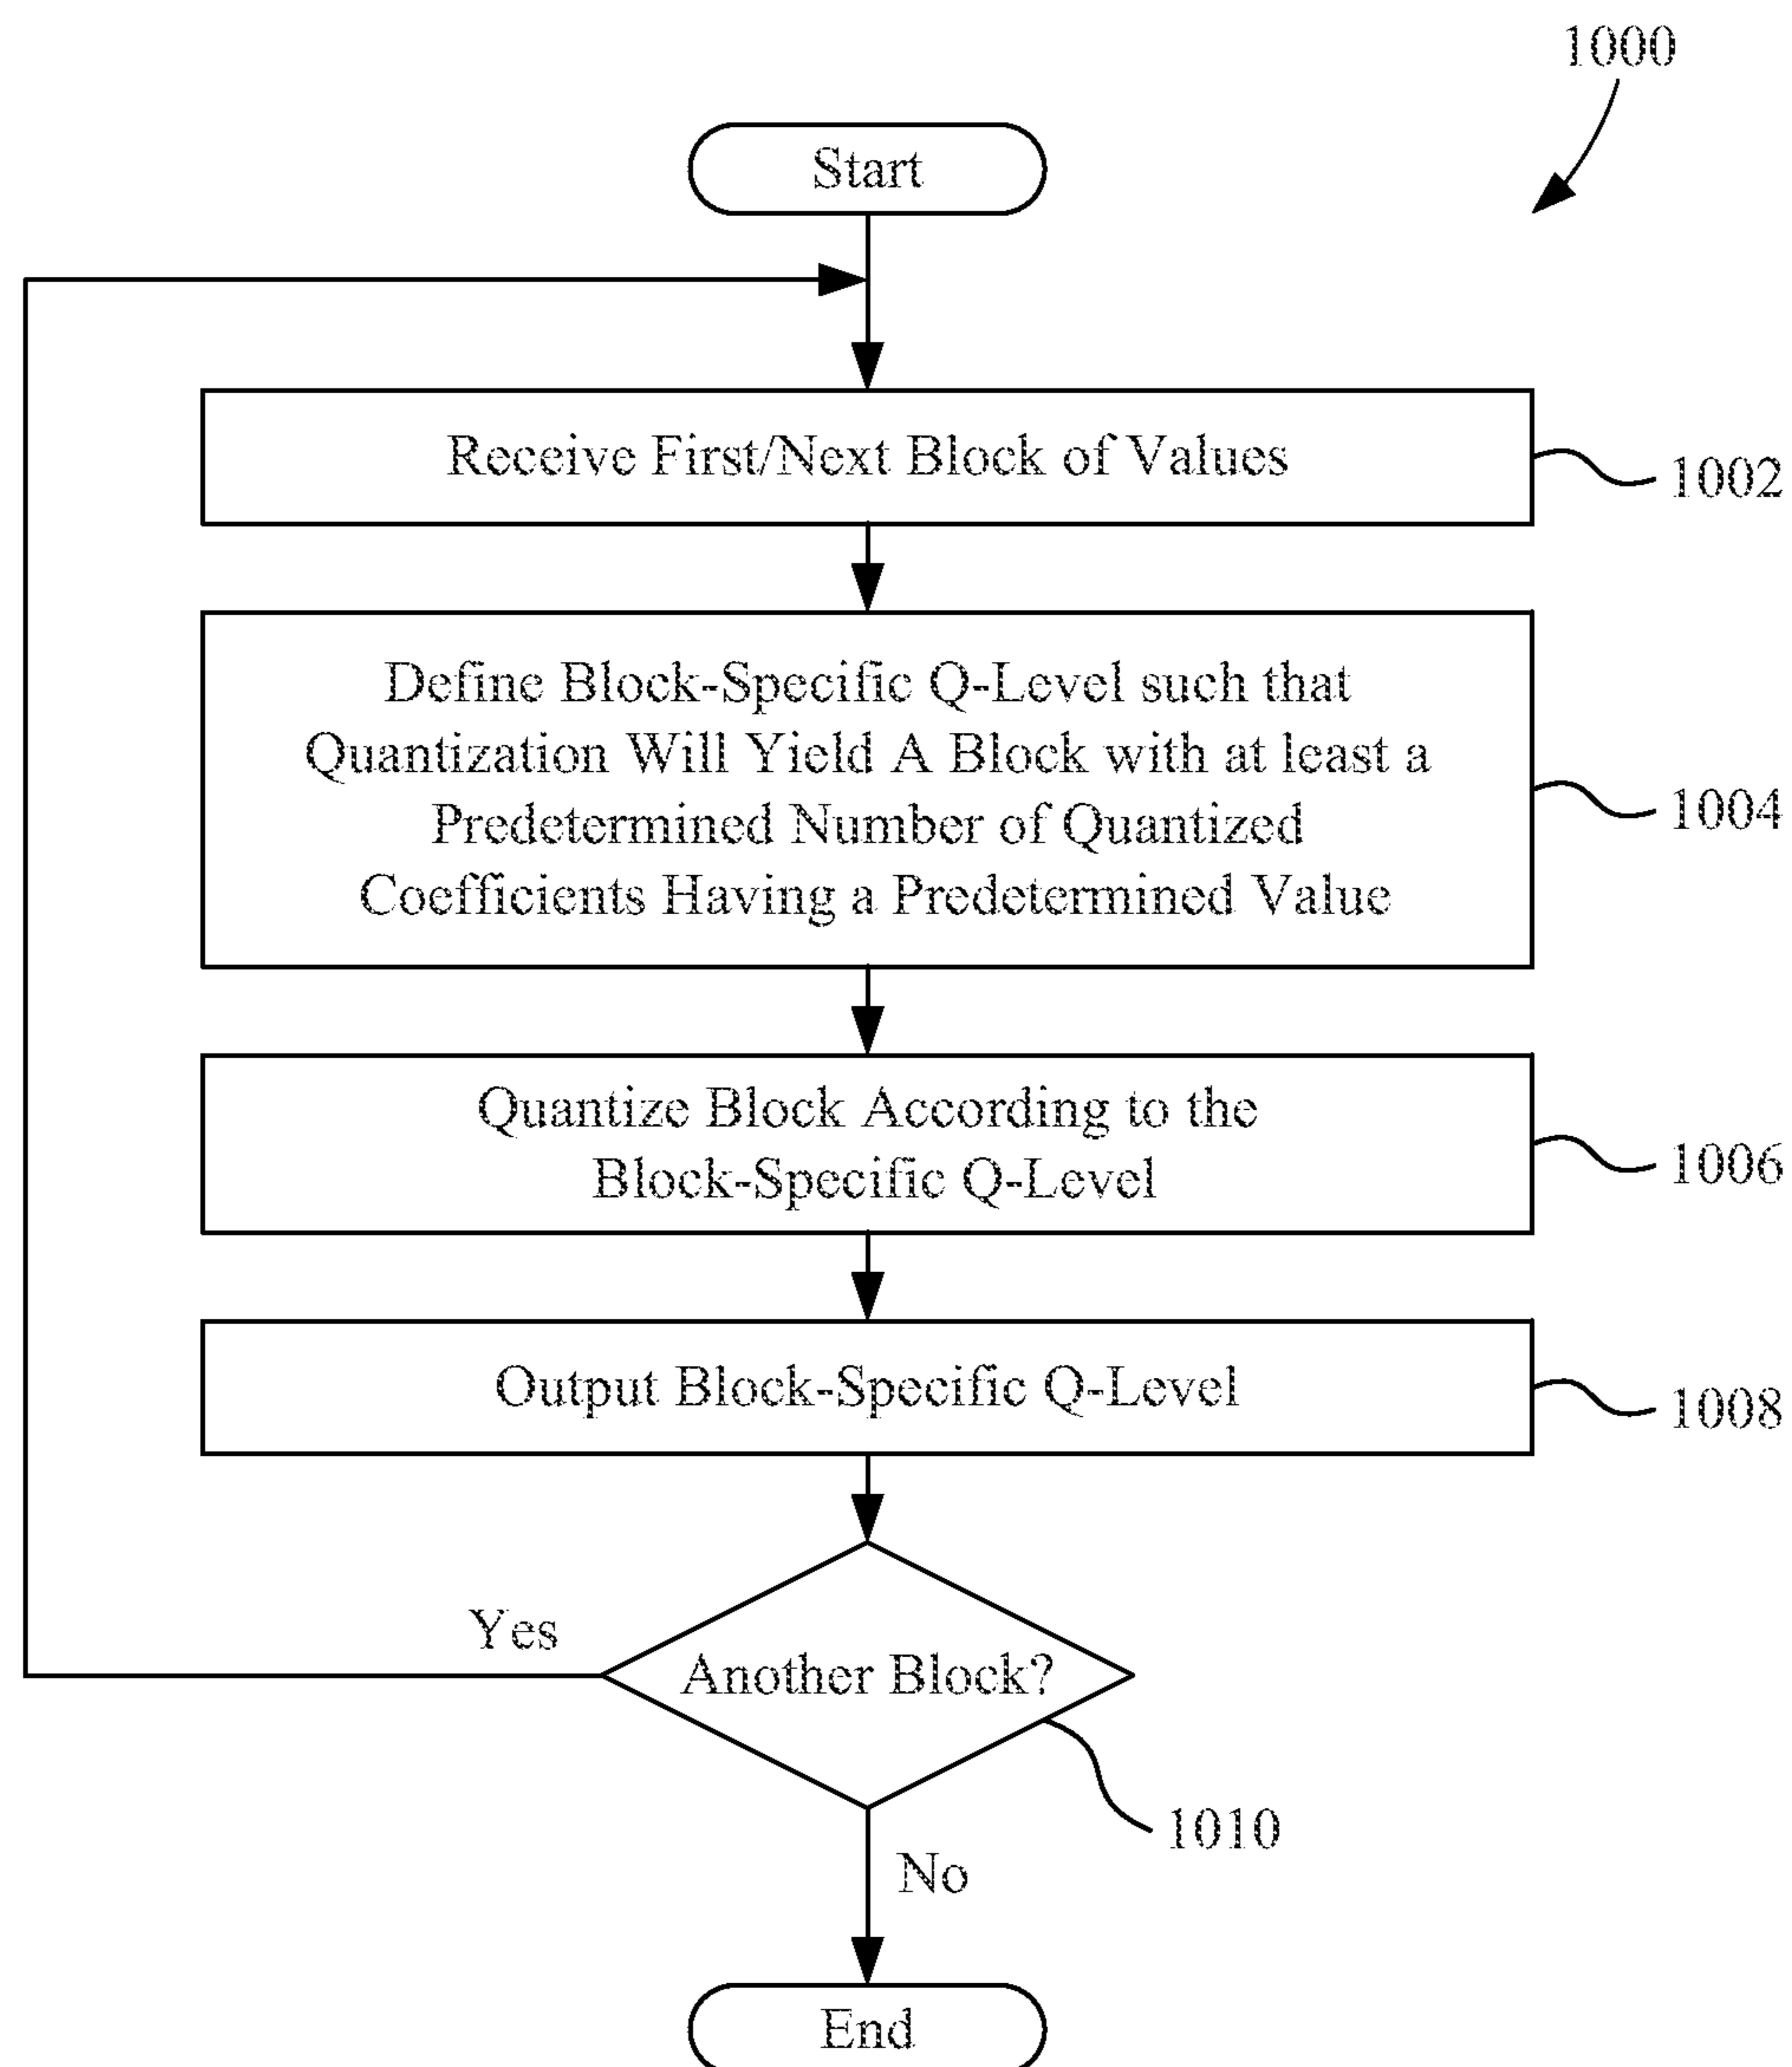 1000
Start
Receive First/Next Block of Values
1002
Define Block-Specific Q-Level such that
Quantization Will Yield A Block with at least a
Predetermined Number of Quantized
Coefficients Having a Predetermined Value
1004
Quantize Block According to the
Block-Specific Q-Level
1006
Output Block-Specific Q-Level
1008
Yes
Another Block?
1010
No
End